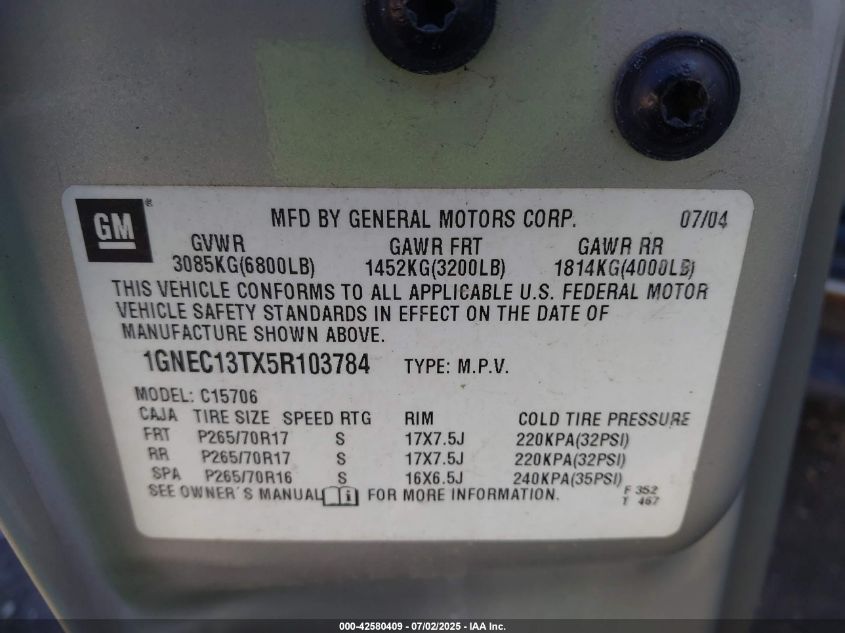 GM ®
MFD BY GENERAL MOTORS CORP. 07/04
GVWR GAWR FRT GAWR RR
3085KG(6800LB) 1452KG(3200LB) 1814KG(4000LB)
THIS VEHICLE CONFORMS TO ALL APPLICABLE U.S. FEDERAL MOTOR
VEHICLE SAFETY STANDARDS IN EFFECT ON THE DATE OF
MANUFACTURE SHOWN ABOVE.
1GNEC13TX5R103784 TYPE: M.P.V.
MODEL: C15706
CAJA TIRE SIZE SPEED RTG RIM COLD TIRE PRESSURE
FRT P265/70R17 S 17X7.5J 220KPA(32PSI)
RR P265/70R17 S 17X7.5J 220KPA(32PSI)
SPA P265/70R16 S 16X6.5J 240KPA(35PSI)
SEE OWNER'S MANUAL i FOR MORE INFORMATION. F 352
T 467
000-42580409 - 07/02/2025 - IAA Inc.